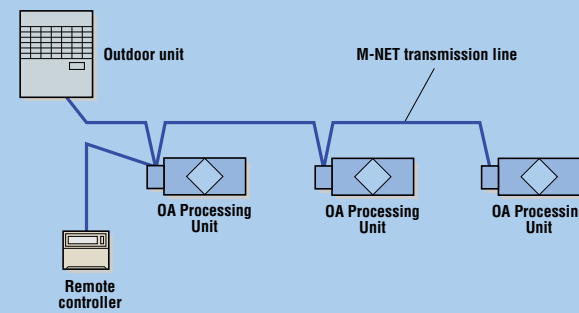 Outdoor unit
M-NET transmission line
OA Processing
Unit
OA Processing
Unit
OA Processin
Unit
Remote
controller